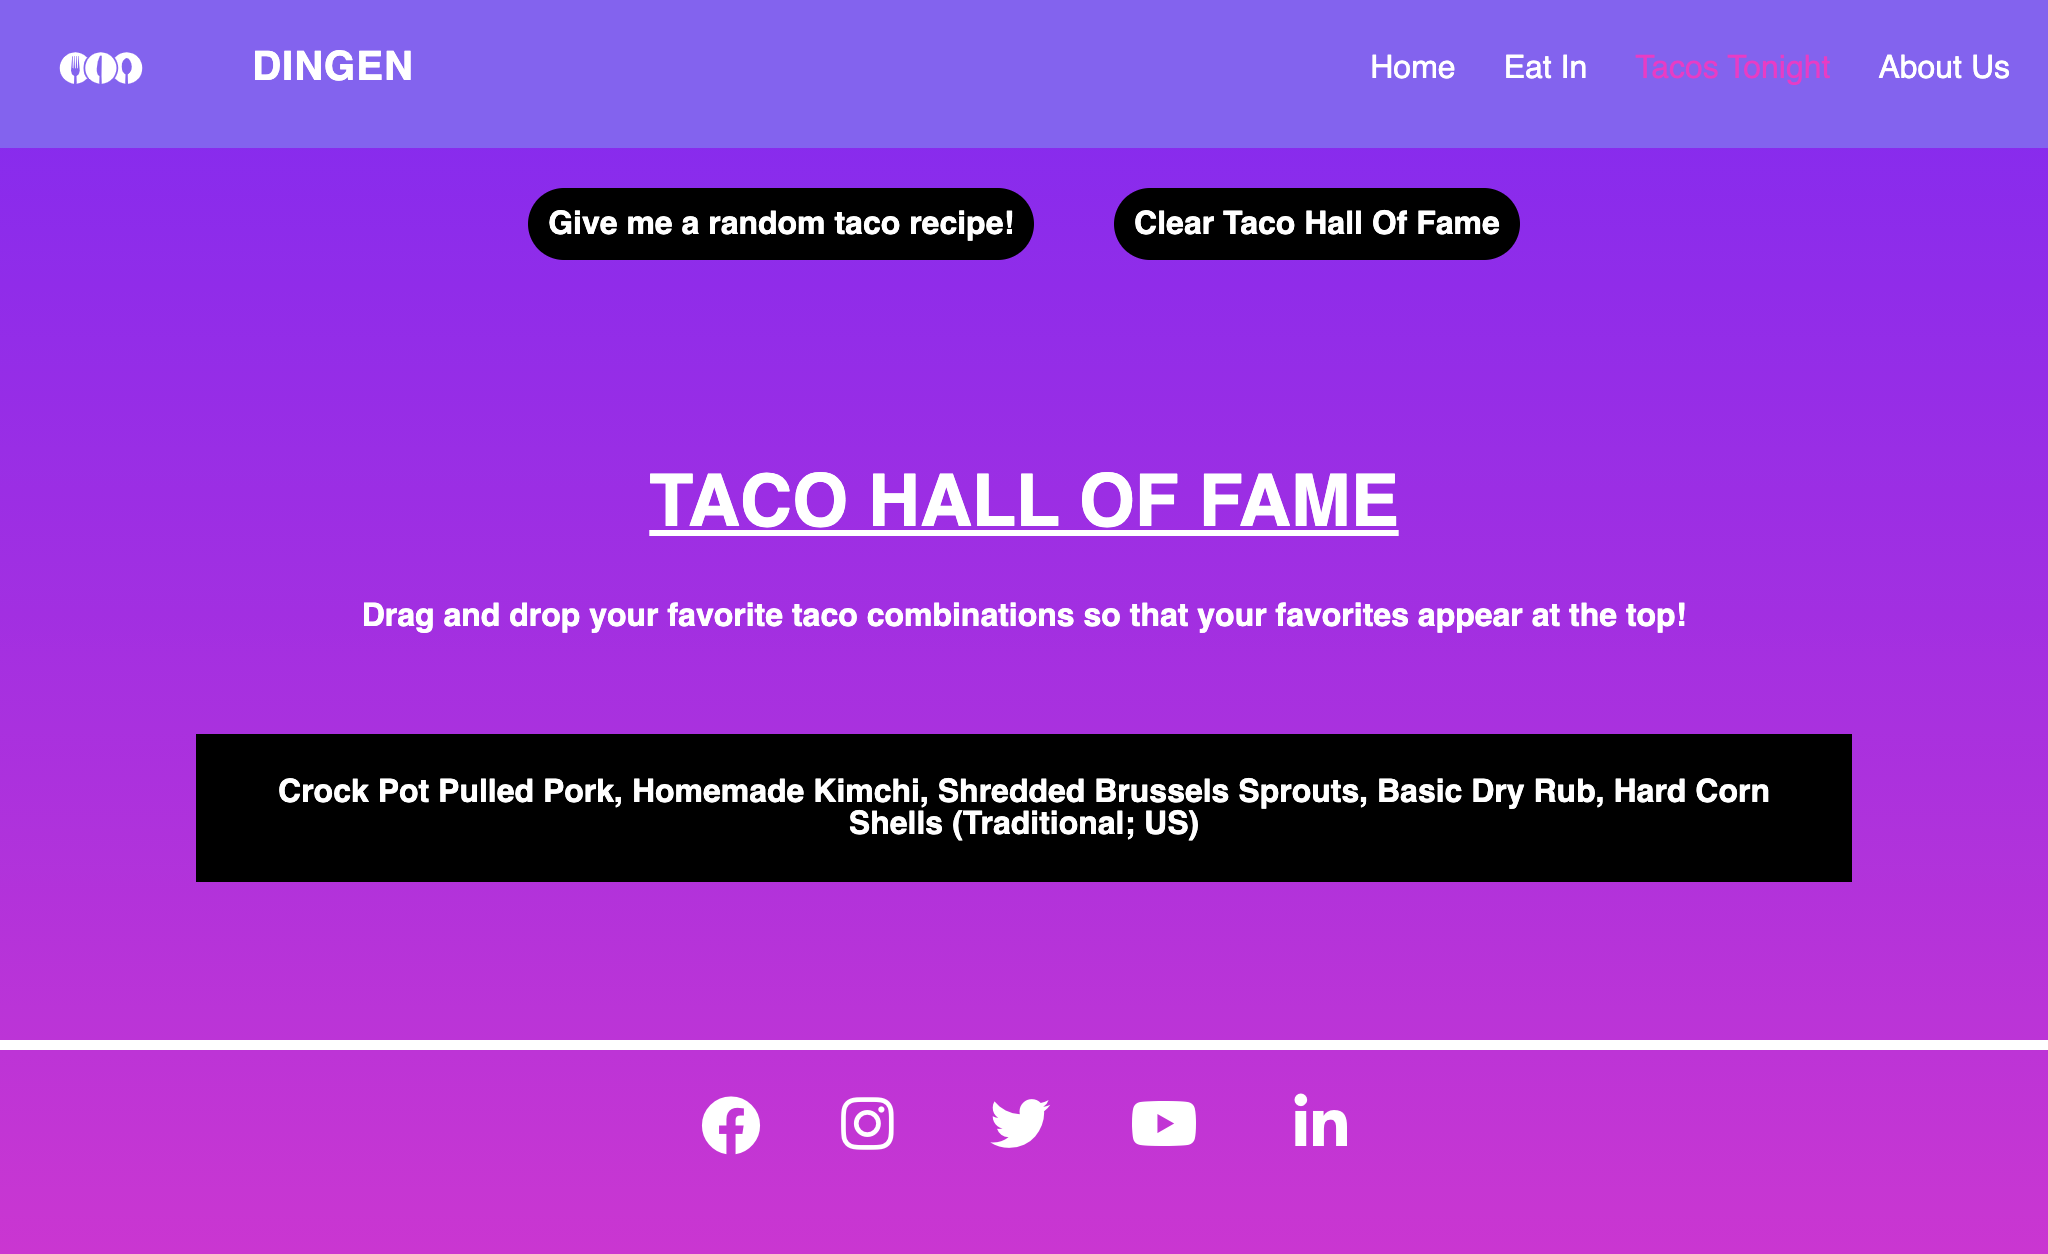 DINGEN
Home
Eat In
Tacos Tonight
About Us
Give me a random taco recipe!
Clear Taco Hall Of Fame
TACO HALL OF FAME
Drag and drop your favorite taco combinations so that your favorites appear at the top!
Crock Pot Pulled Pork, Homemade Kimchi, Shredded Brussels Sprouts, Basic Dry Rub, Hard Corn
Shells (Traditional; US)